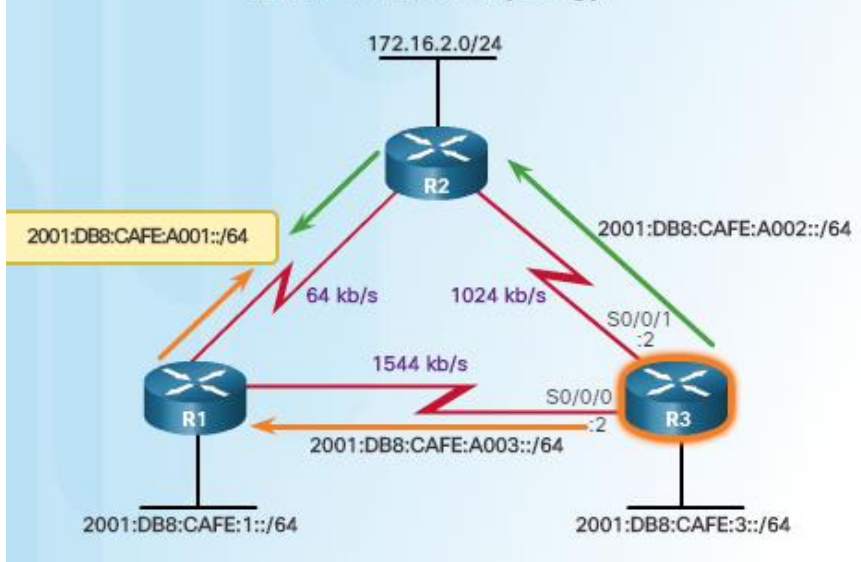 172.16.2.0/24
R2
2001:DB8:CAFE:A001::/64
2001:DB8:CAFE:A002::/64
64 kb/s
1024 kb/s
S0/0/1
:2
1544 kb/s
S0/0/0
:2
R1
R3
2001:DB8:CAFE:A003::/64
2001:DB8:CAFE:1::/64
2001:DB8:CAFE:3::/64